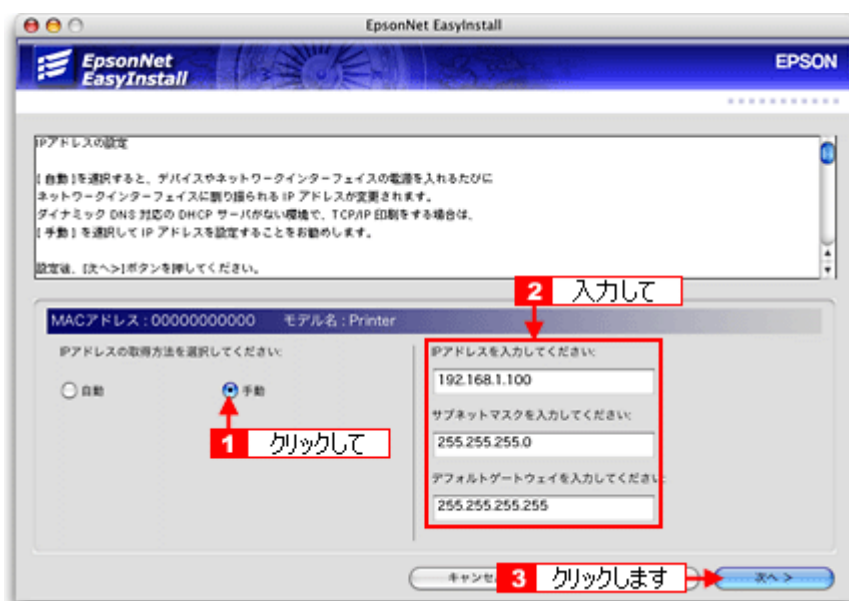 EpsonNet EasyInstall
EpsonNet
EasyInstall
EPSON
IPアドレスの設定
[ 自動 ]を選択すると、デバイスやネットワークインターフェイスの電源を入れるたびに
ネットワークインターフェイスに割り振られる IP アドレスが変更されます。
ダイナミック DNS 対応の DHCP サーバがない環境で、TCP/IP 印刷をする場合は、
[ 手動 ] を選択して IP アドレスを設定することをお勧めします。
設定後、[次へ>]ボタンを押してください。
2 入力して
MACアドレス : 00000000000 モデル名 : Printer
IPアドレスの取得方法を選択してください:
自動
手動
1 クリックして
IPアドレスを入力してください:
192.168.1.100
サブネットマスクを入力してください:
255.255.255.0
デフォルトゲートウェイを入力してください:
255.255.255.255
キャンセ
3 クリックします
次へ >